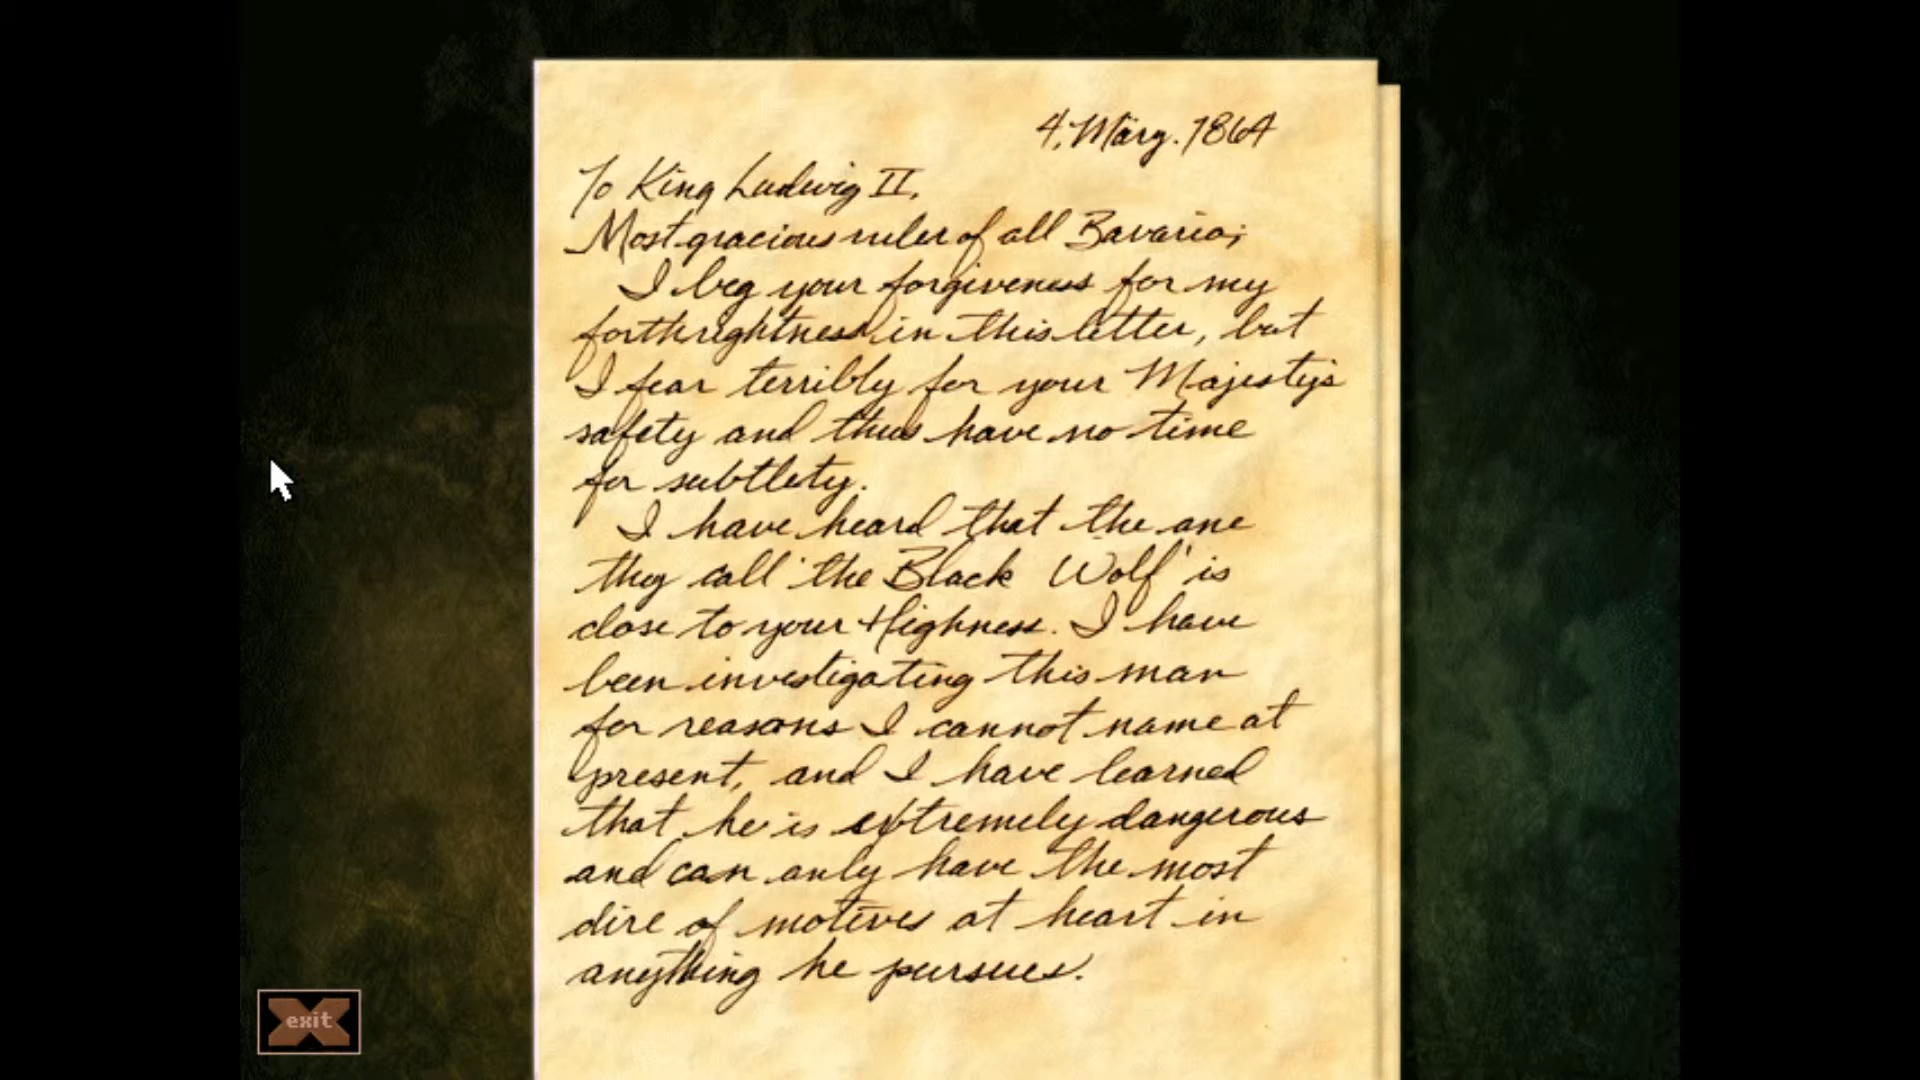 4. März. 1864
To King Ludwig II.
Most gracious ruler of all Bavaria;
I beg your forgiveness for my
forthrightness in this letter, but
I fear terribly for your Majesty's
safety and thus have no time
for subtlety.
I have heard that the one
they call 'the Black Wolf' is
close to your Highness. I have
been investigating this man
for reasons I cannot name at
present, and I have learned
that he is extremely dangerous
and can only have the most
dire of motives at heart in
anything he pursues.
exit